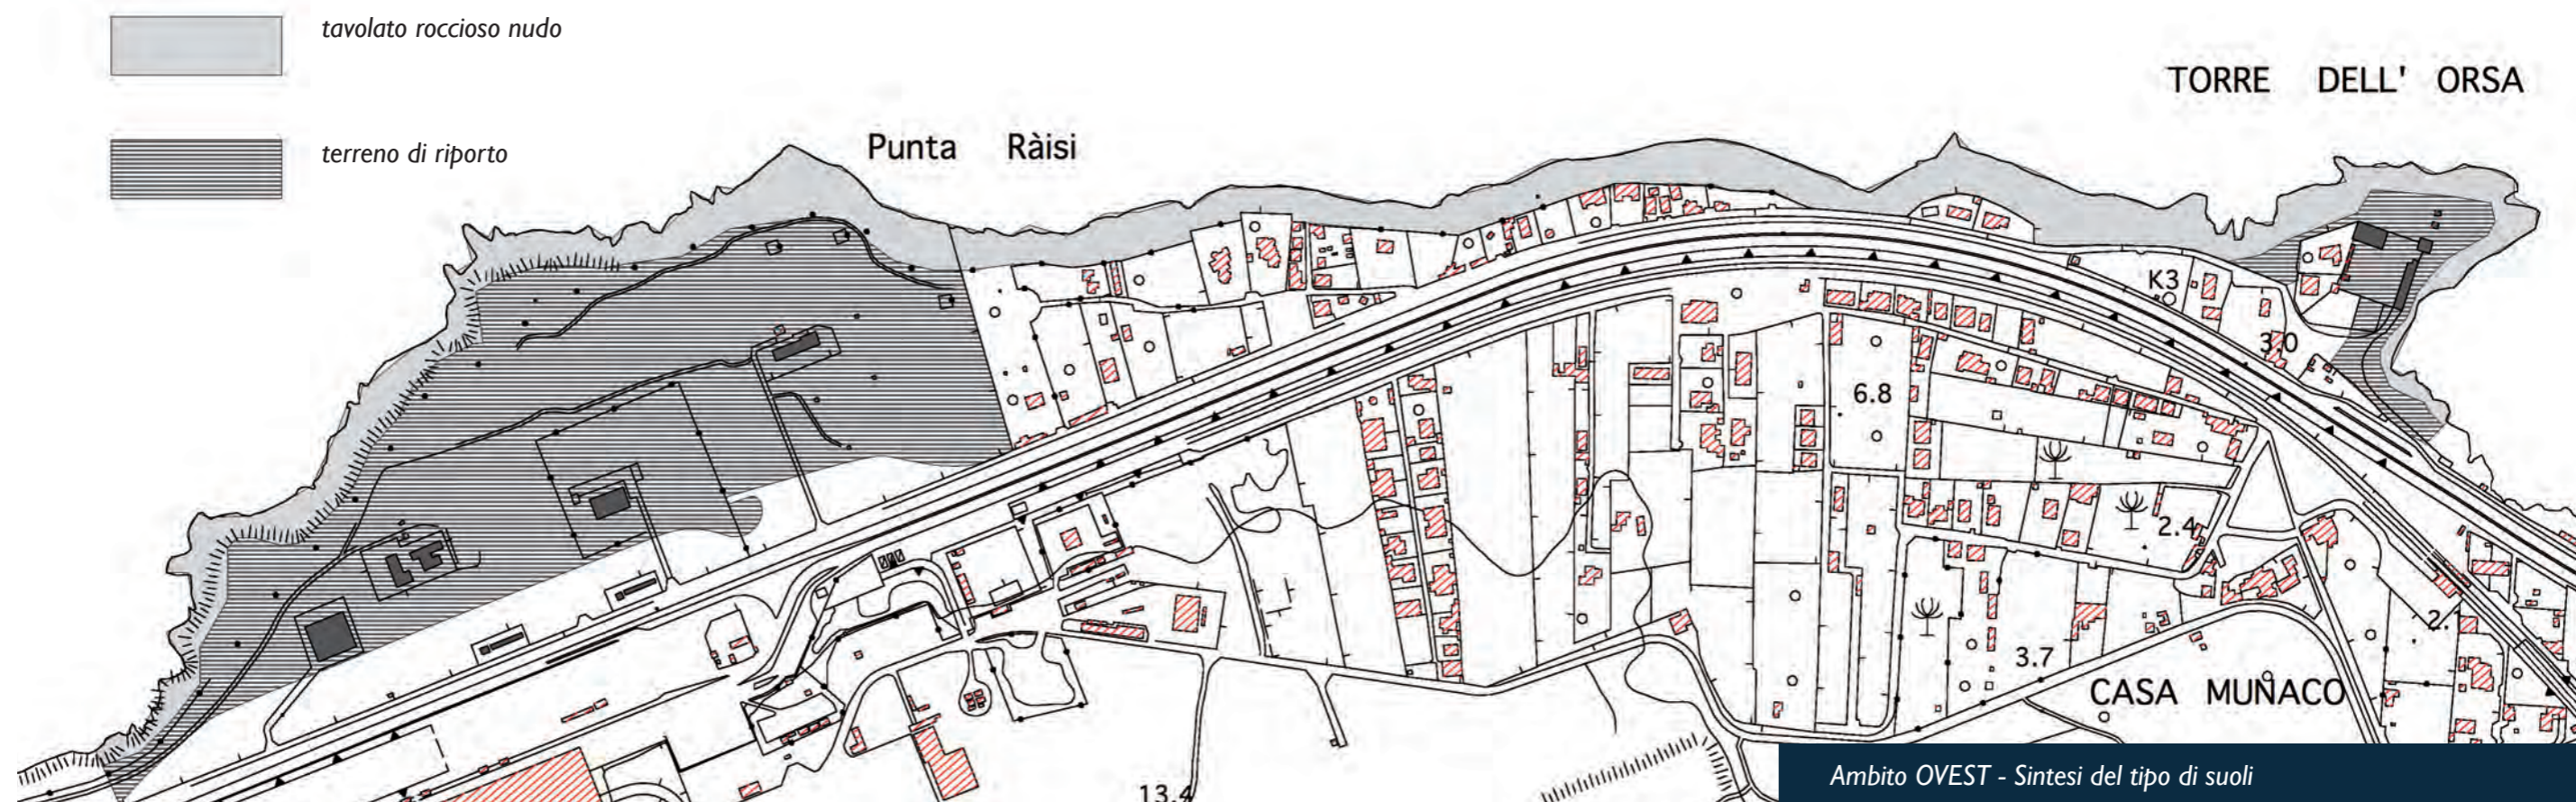 tavolato roccioso nudo
terreno di riporto
TORRE DELL' ORSA
Punta Ràisi
K3
3.0
6.8
2.4
2.
3.7
CASA MUÑACO
13.4
Ambito OVEST - Sintesi del tipo di suoli